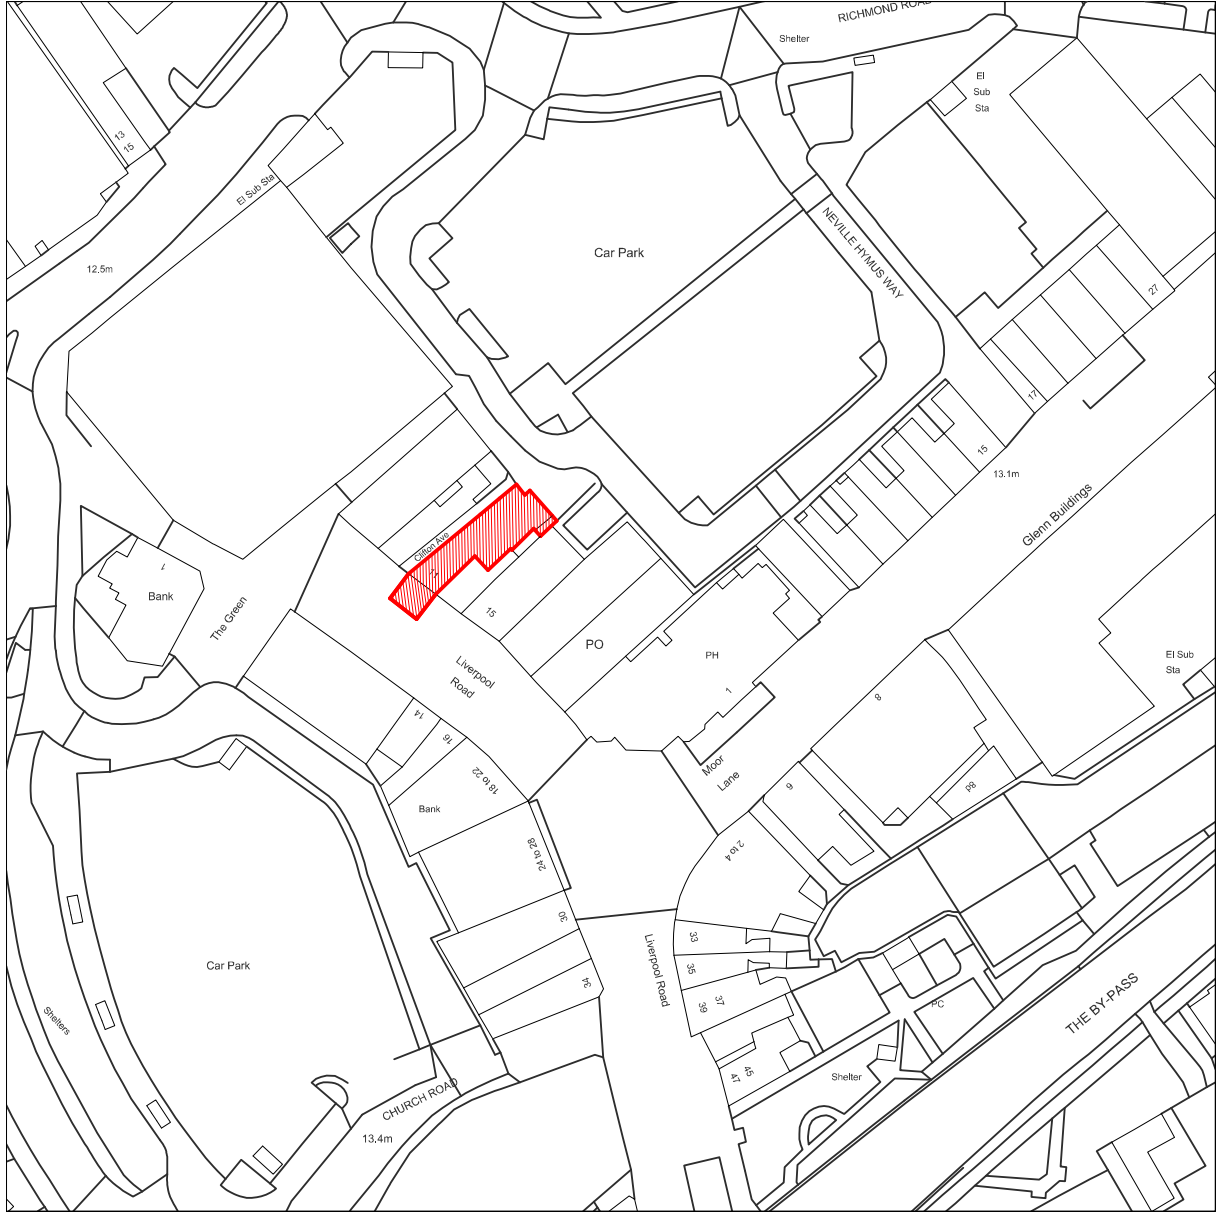 RICHMOND ROAD
Shelter
El
Sub
Sta
13
15
El Sub Sta
NEVILLE HYMUS WAY
Car Park
12.5m
27
17
15
13.1m
Glenn Buildings
Clifton Ave
11
1
Bank
The Green
15
PO
PH
El Sub
Sta
Liverpool
Road
1
8
14
16
18 to 22
Moor
Lane
6
8d
Bank
24 to 28
2 to 4
30
33
35
37
39
34
Liverpool Road
Car Park
Shelters
PC
THE BY-PASS
45
47
Shelter
CHURCH ROAD
13.4m